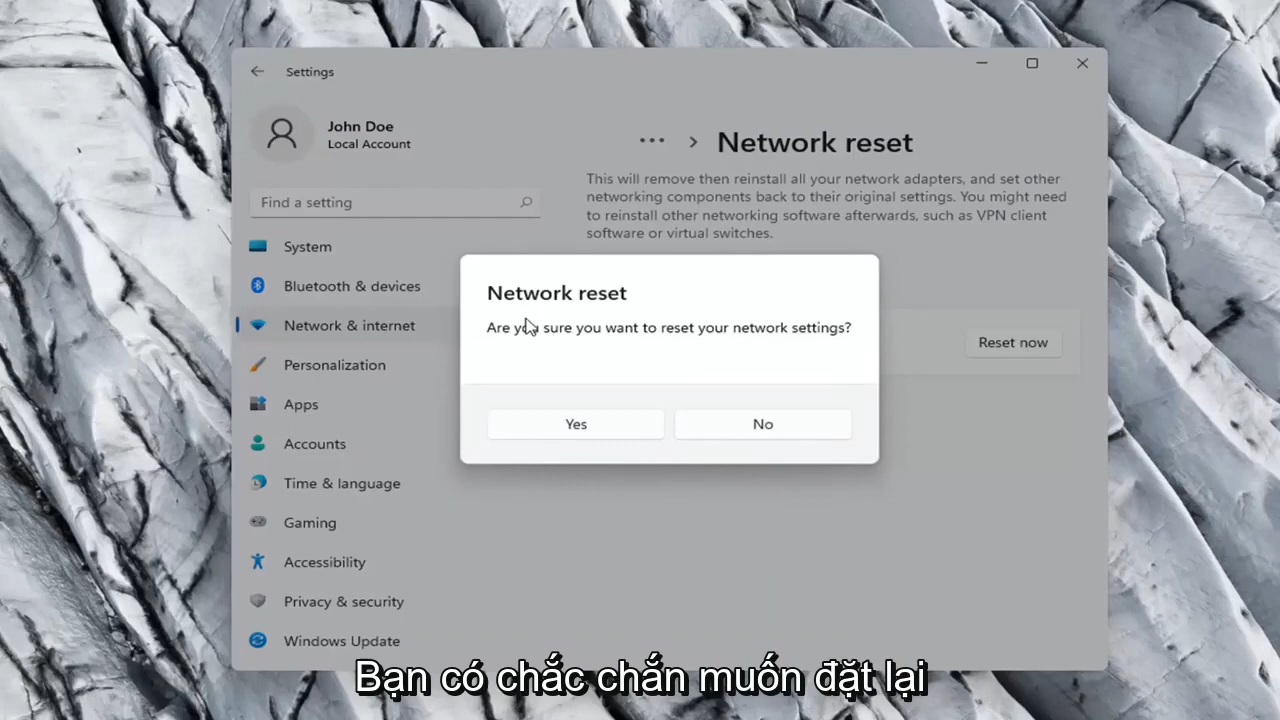 Settings
John Doe
Local Account
Find a setting
System
Bluetooth & devices
Network & internet
Personalization
Apps
Accounts
Time & language
Gaming
Accessibility
Privacy & security
Windows Update
··· > Network reset
This will remove then reinstall all your network adapters, and set other
networking components back to their original settings. You might need
to reinstall other networking software afterwards, such as VPN client
software or virtual switches.
Reset now
Network reset
Are you sure you want to reset your network settings?
Yes
No
Bạn có chắc chắn muốn đặt lại